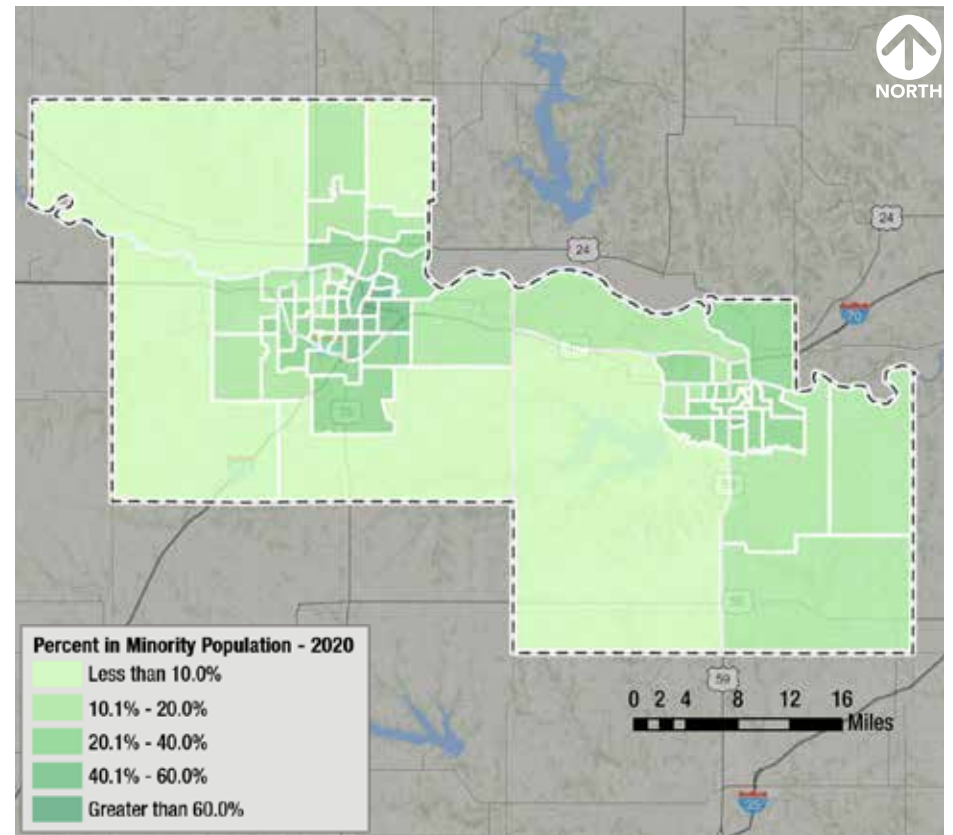 NORTH
24
24
70
59
Percent in Minority Population - 2020
Less than 10.0%
10.1% - 20.0%
20.1% - 40.0%
40.1% - 60.0%
Greater than 60.0%
0 2 4 8 12 16
Miles
35